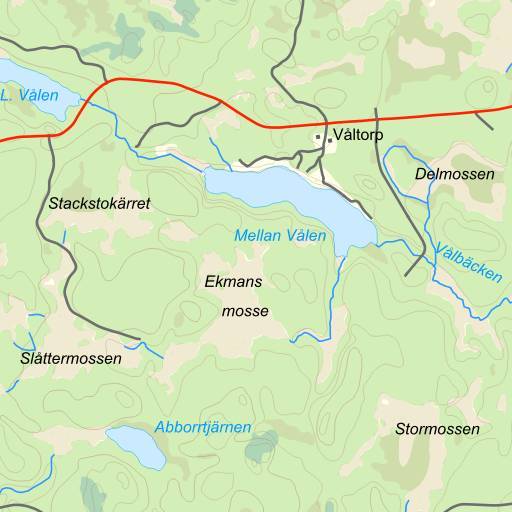 L. Vålen
Våltorp
Delmossen
Stackstokärret
Mellan Vålen
Vålbäcken
Ekmans
mosse
Slåttermossen
Abborrtjärnen
Stormossen